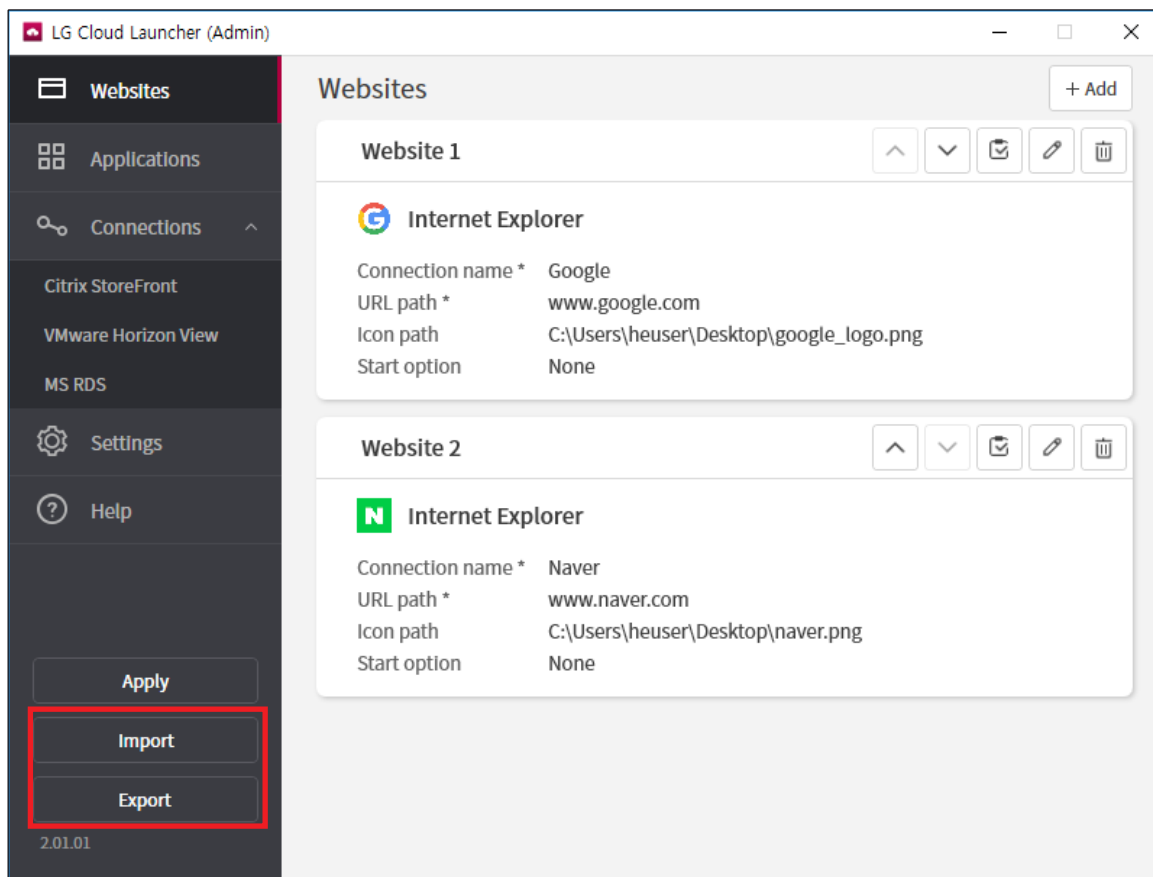 LG Cloud Launcher (Admin)
Websites
Applications
Connections
Citrix StoreFront
VMware Horizon View
MS RDS
Settings
Help
Apply
Import
Export
2.01.01
Websites
+ Add
Website 1
Internet Explorer
Connection name * Google
URL path * www.google.com
Icon path C:\Users\heuser\Desktop\google_logo.png
Start option None
Website 2
N Internet Explorer
Connection name * Naver
URL path * www.naver.com
Icon path C:\Users\heuser\Desktop\naver.png
Start option None